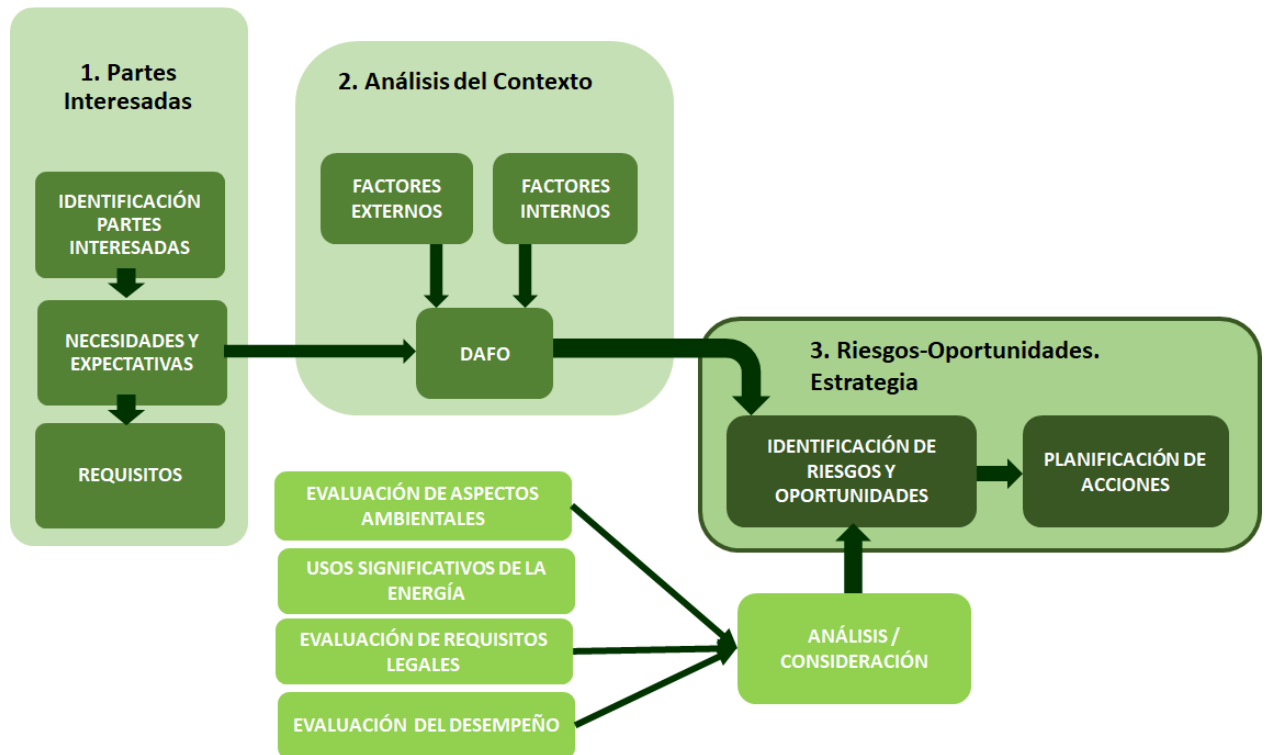 1. Partes
Interesadas
IDENTIFICACIÓN
PARTES
INTERESADAS
NECESIDADES Y
EXPECTATIVAS
REQUISITOS
2. Análisis del Contexto
FACTORES
EXTERNOS
FACTORES
INTERNOS
DAFO
3. Riesgos-Oportunidades.
Estrategia
IDENTIFICACIÓN DE
RIESGOS Y
OPORTUNIDADES
PLANIFICACIÓN DE
ACCIONES
EVALUACIÓN DE ASPECTOS
AMBIENTALES
USOS SIGNIFICATIVOS DE LA
ENERGÍA
EVALUACIÓN DE REQUISITOS
LEGALES
EVALUACIÓN DEL DESEMPEÑO
ANÁLISIS /
CONSIDERACIÓN